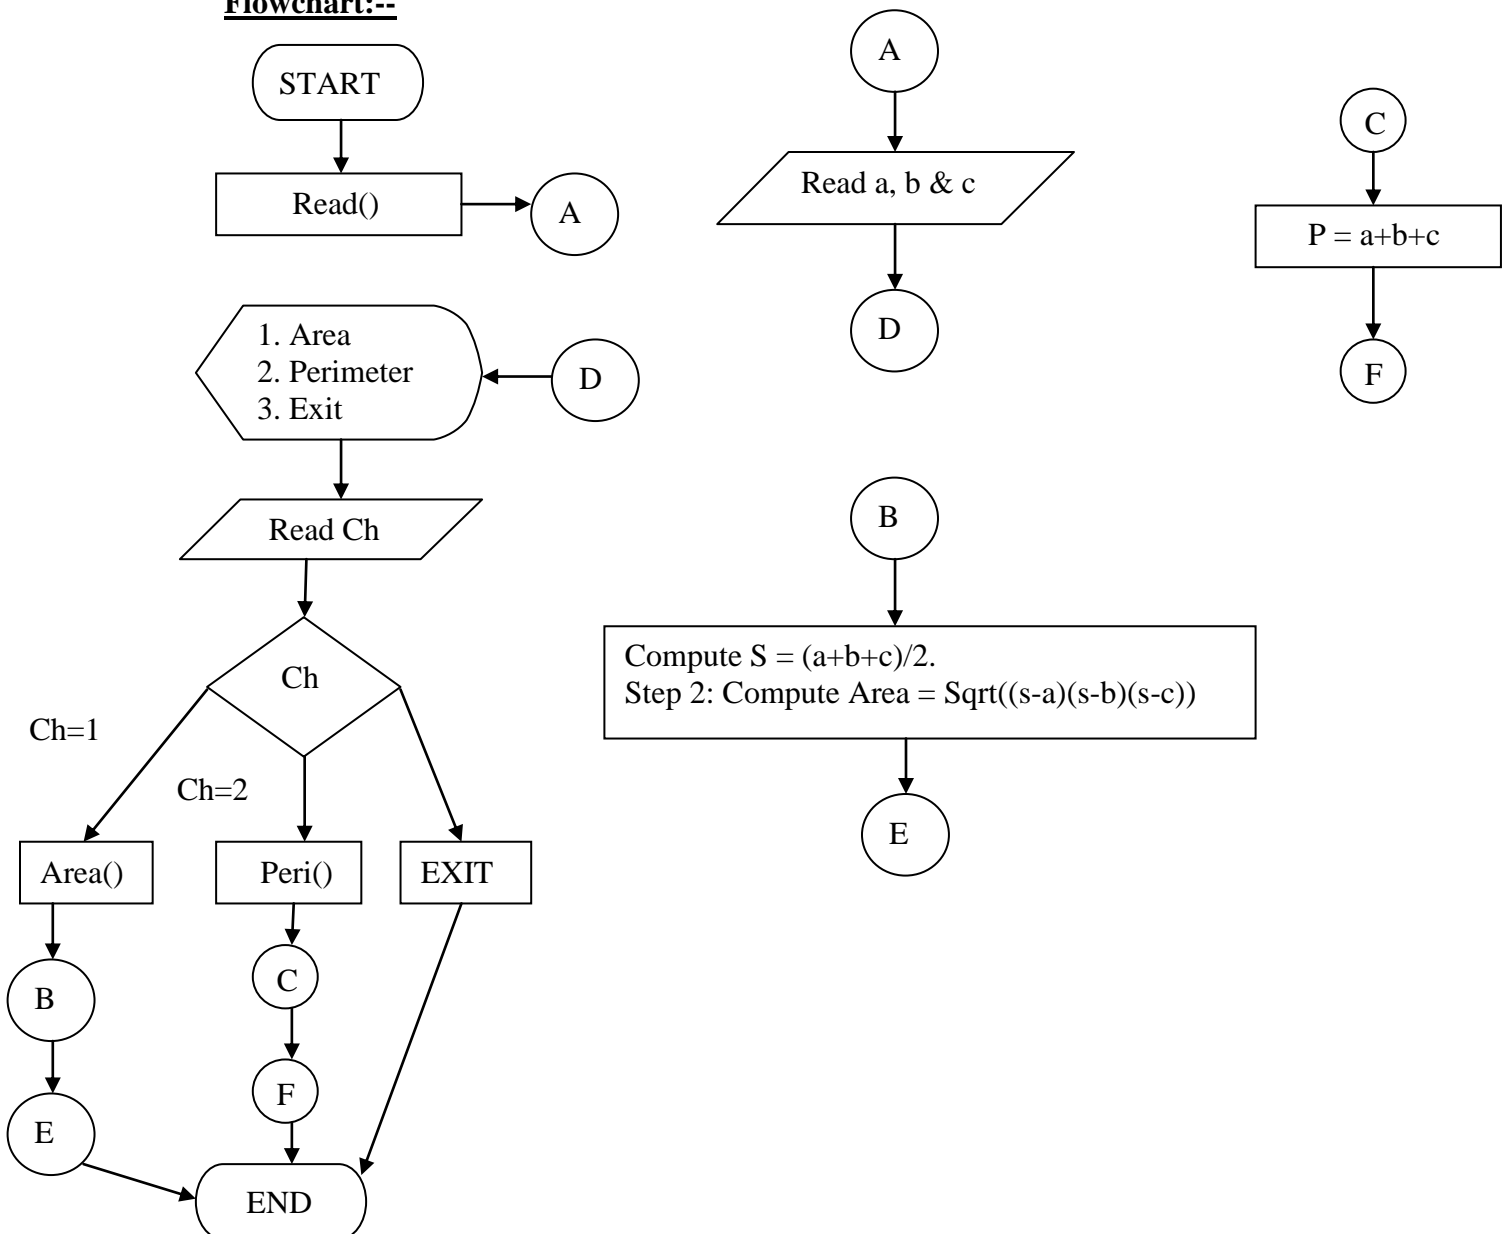 Flowchart:--
START
Read()
A
1. Area
2. Perimeter
3. Exit
D
Read Ch
Ch
Ch=1
Ch=2
Area()
Peri()
EXIT
B
C
E
F
END
A
Read a, b & c
D
B
Compute S = (a+b+c)/2.
Step 2: Compute Area = Sqrt((s-a)(s-b)(s-c))
E
C
P = a+b+c
F